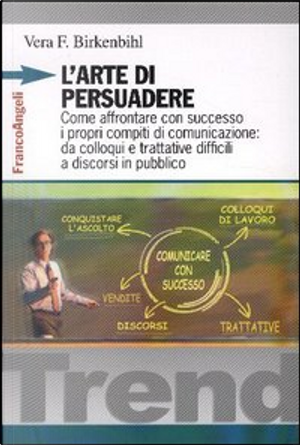 Vera F. Birkenbihl
L'ARTE DI
PERSUADERE
Come affrontare con successo
i propri compiti di comunicazione:
da colloqui e trattative difficili
a discorsi in pubblico
FrancoAngeli
CONQUISTARE
L'ASCOLTO
COLLOQUI
DI LAVORO
COMUNICARE
CON
SUCCESSO
VENDITE
DISCORSI
TRATTATIVE
Trend